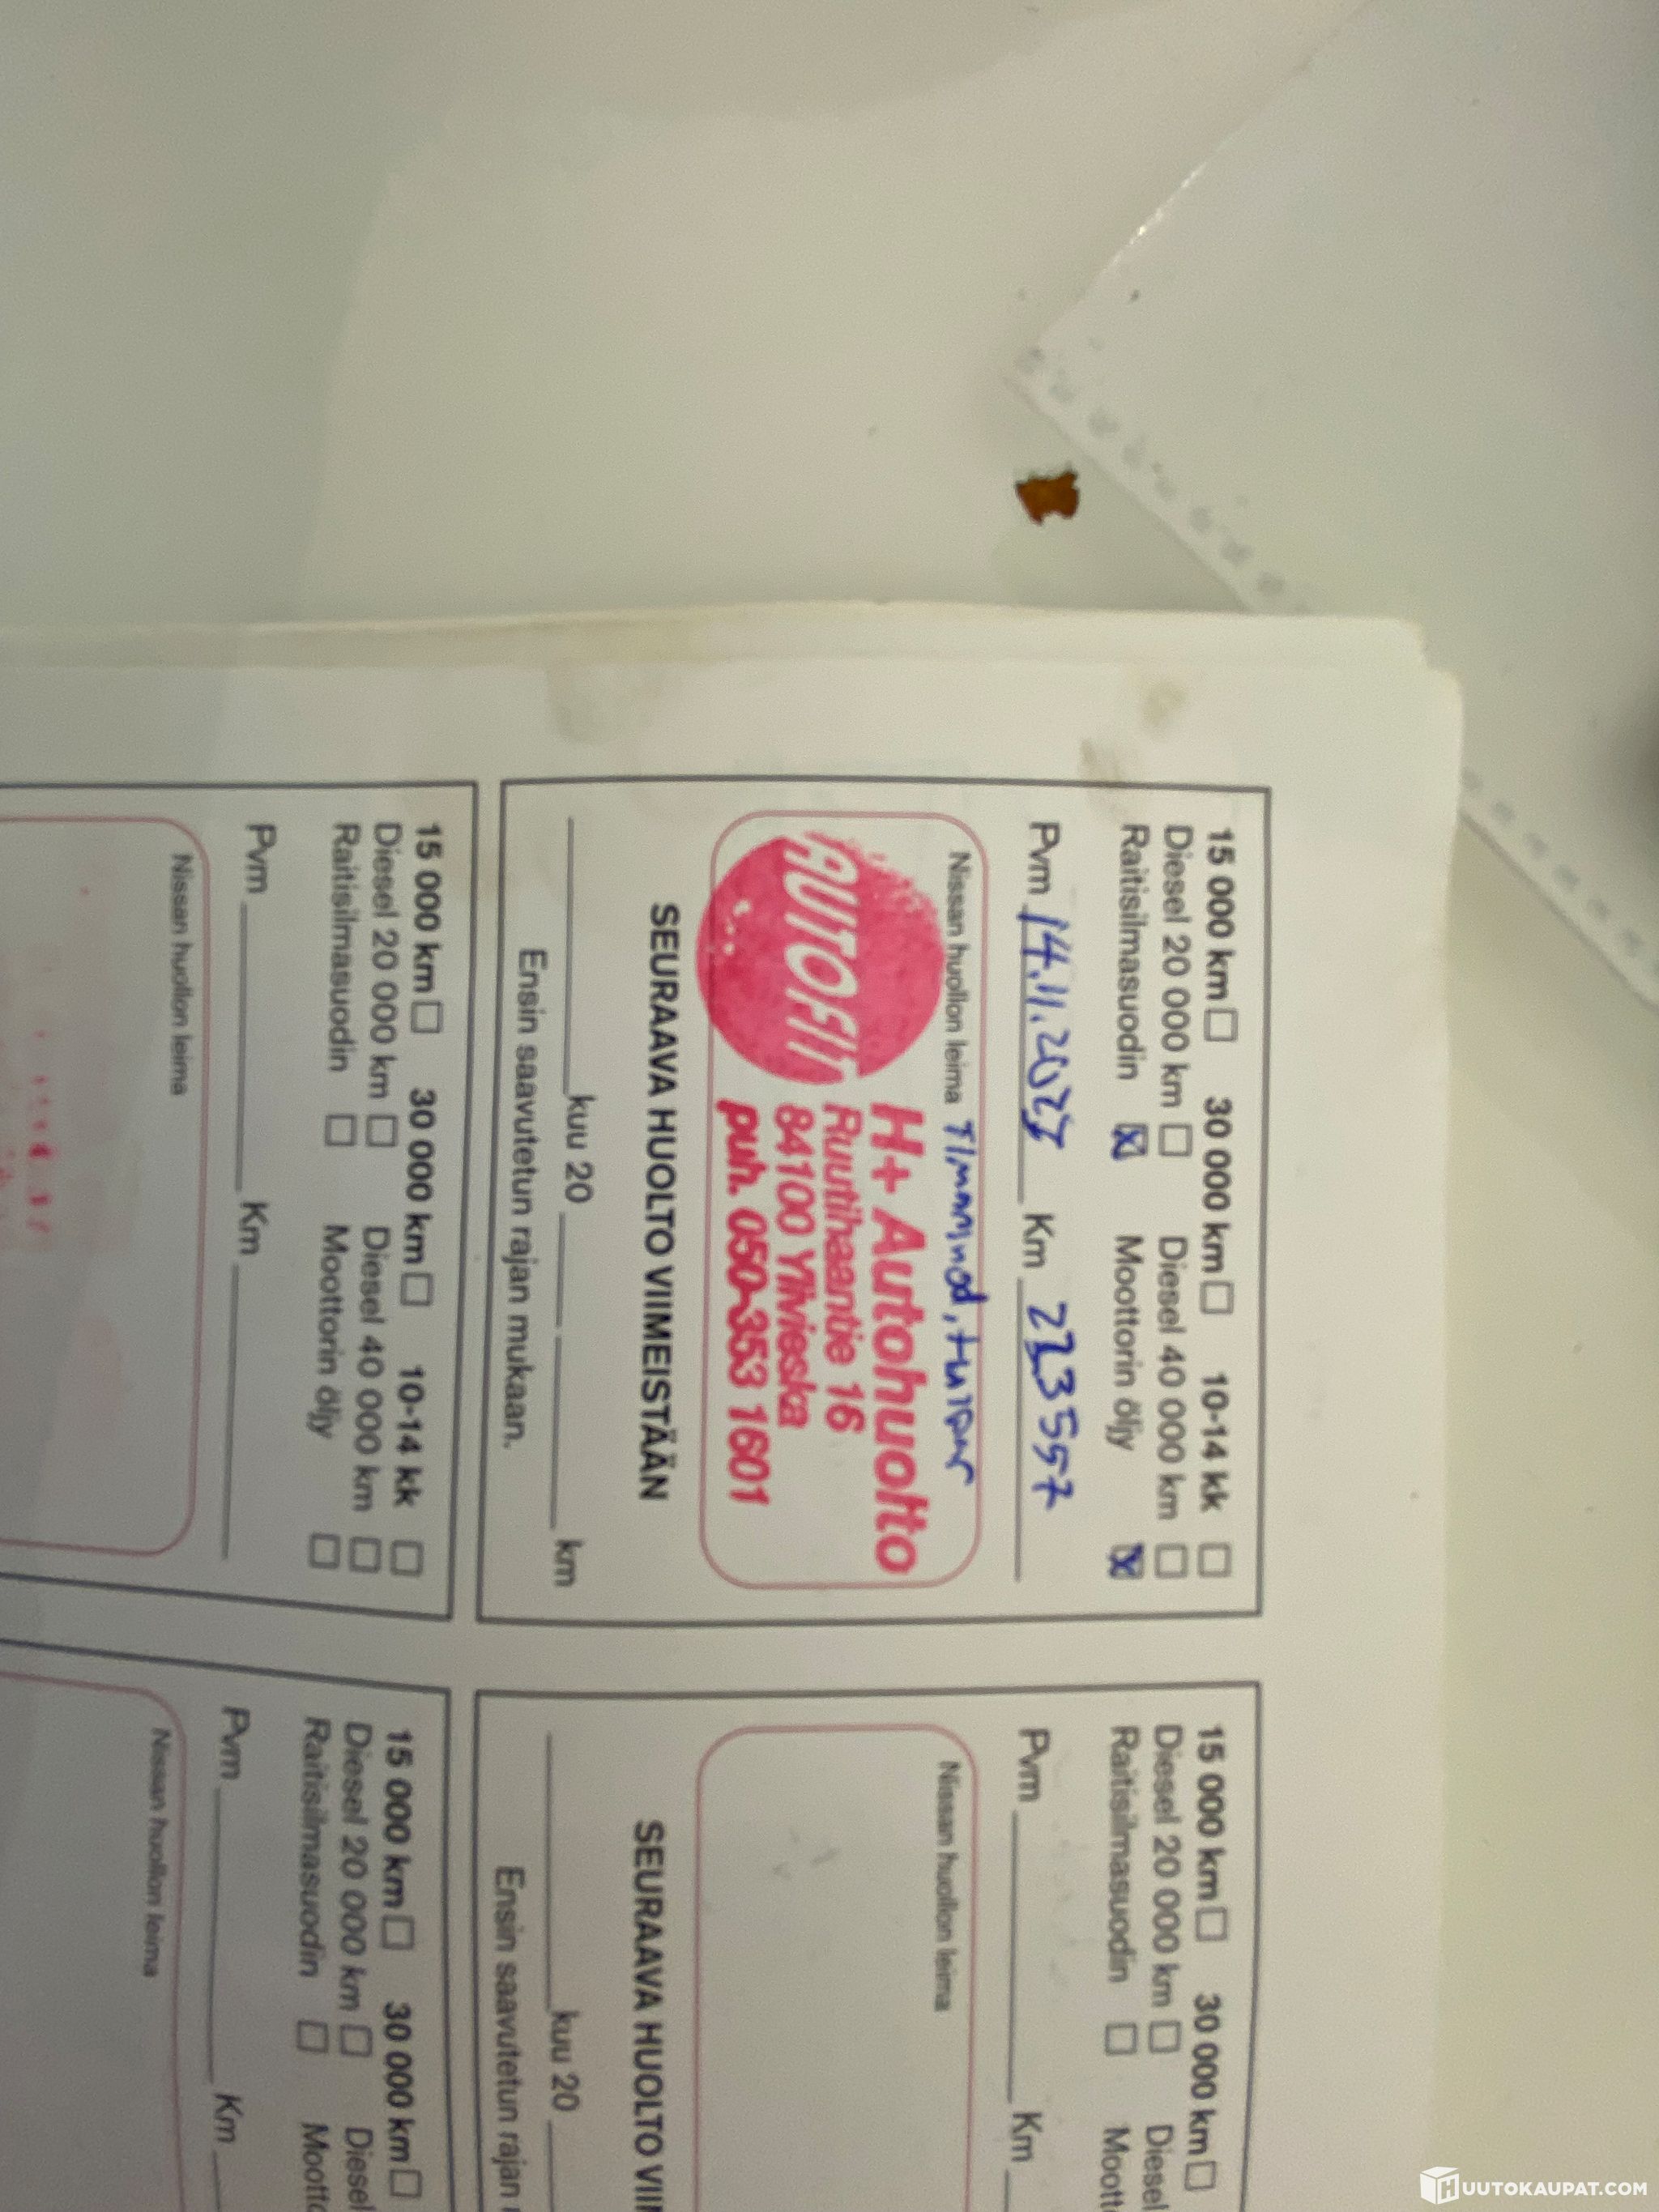 15 000 km ☐ 30 000 km ☐ 10-14 kk ☐
Diesel 20 000 km ☐ Diesel 40 000 km ☐
Raitisilmasuodin ☒ Moottorin öljy ☒
Pvm 14.11.2023 Km 223557
Nissan huollon leima
AUTOFIT
H+ Autohuolto
Ruutihaantie 16
84100 Ylivieska
puh. 050-353 1601
SEURAAVA HUOLTO VIIMEISTÄÄN
kuu 20 km
Ensin saavutetun rajan mukaan.
15 000 km ☐ 30 000 km ☐
Diesel 20 000 km ☐ Diesel
Raitisilmasuodin ☐
Pvm Km
Nissan huollon leima
SEURAAVA HUOLTO VII
kuu 20
Ensin saavutetun rajan
15 000 km ☐ 30 000 km ☐ 10-14 kk ☐
Diesel 20 000 km ☐ Diesel 40 000 km ☐
Raitisilmasuodin ☐ Moottorin öljy ☐
Pvm Km
Nissan huollon leima
15 000 km ☐ 30 000 km ☐
Diesel 20 000 km ☐ Diesel
Raitisilmasuodin ☐ Mootto
Pvm Km
Nissan huollon leima
HUUTOKAUPAT.COM